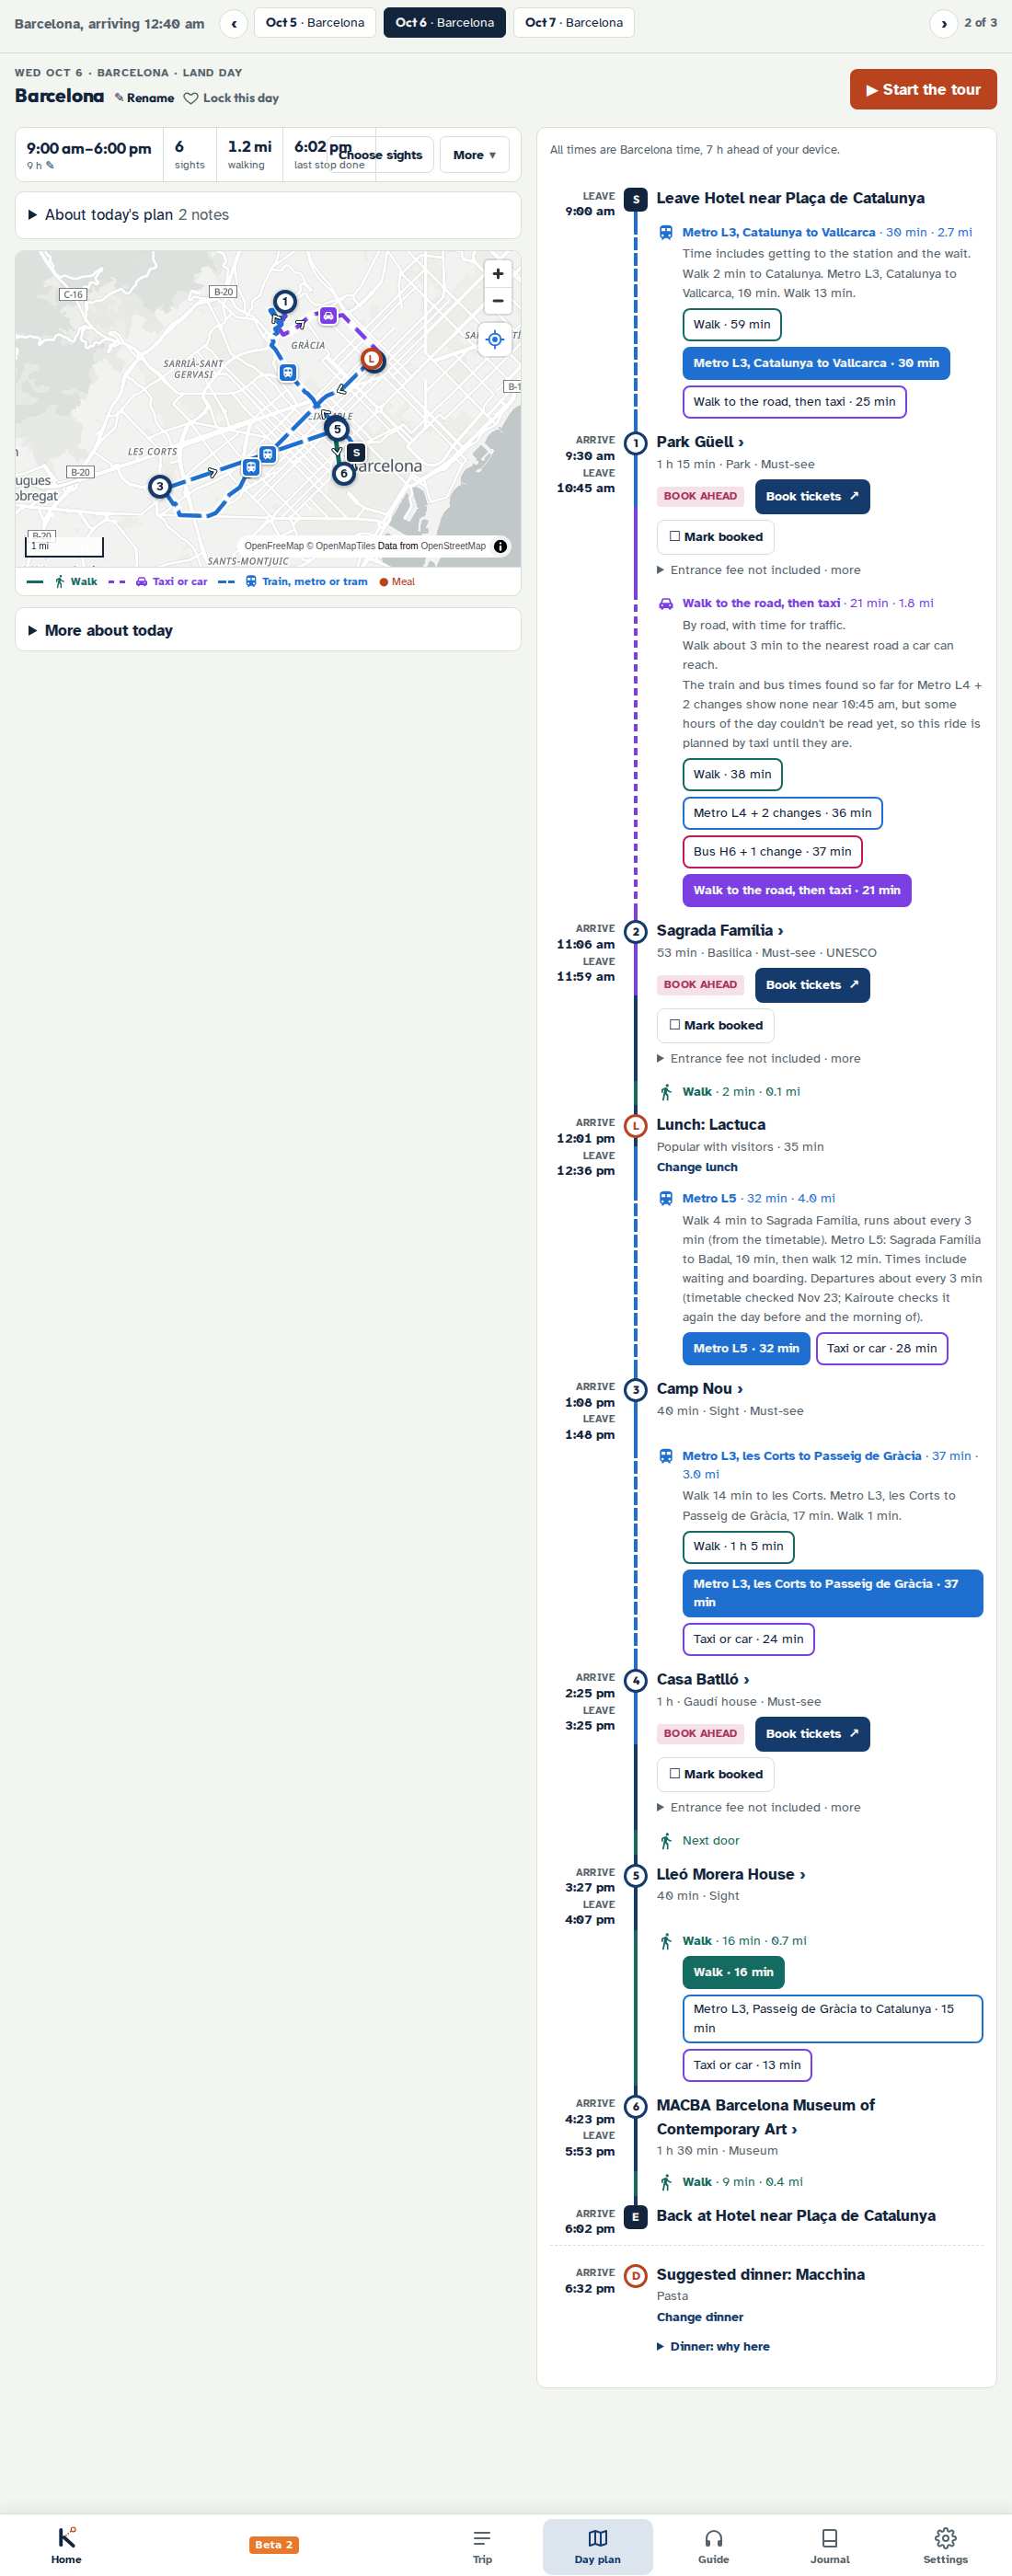 Barcelona, arriving 12:40 am
‹
Oct 5 · Barcelona
Oct 6 · Barcelona
Oct 7 · Barcelona
›
2 of 3
WED OCT 6 · BARCELONA · LAND DAY
Barcelona
✎ Rename
Lock this day
▶ Start the tour
9:00 am–6:00 pm
9 h ✎
6
sights
1.2 mi
walking
6:02 pm
last stop done
Choose sights
More ▾
▶ About today's plan 2 notes
C-16
B-20
SARRIÀ-SANT
GERVASI
GRÀCIA
LES CORTS
B-20
Barcelona
SANTS-MONTJUIC
1
L
5
S
6
3
+
−
1 mi
OpenFreeMap © OpenMapTiles Data from OpenStreetMap
Walk
Taxi or car
Train, metro or tram
Meal
▶ More about today
All times are Barcelona time, 7 h ahead of your device.
LEAVE
9:00 am
S
Leave Hotel near Plaça de Catalunya
Metro L3, Catalunya to Vallcarca · 30 min · 2.7 mi
Time includes getting to the station and the wait.
Walk 2 min to Catalunya. Metro L3, Catalunya to
Vallcarca, 10 min. Walk 13 min.
Walk · 59 min
Metro L3, Catalunya to Vallcarca · 30 min
Walk to the road, then taxi · 25 min
ARRIVE
9:30 am
LEAVE
10:45 am
1
Park Güell ›
1 h 15 min · Park · Must-see
BOOK AHEAD
Book tickets ↗
☐ Mark booked
▶ Entrance fee not included · more
Walk to the road, then taxi · 21 min · 1.8 mi
By road, with time for traffic.
Walk about 3 min to the nearest road a car can
reach.
The train and bus times found so far for Metro L4 +
2 changes show none near 10:45 am, but some
hours of the day couldn't be read yet, so this ride is
planned by taxi until they are.
Walk · 38 min
Metro L4 + 2 changes · 36 min
Bus H6 + 1 change · 37 min
Walk to the road, then taxi · 21 min
ARRIVE
11:06 am
LEAVE
11:59 am
2
Sagrada Família ›
53 min · Basilica · Must-see · UNESCO
BOOK AHEAD
Book tickets ↗
☐ Mark booked
▶ Entrance fee not included · more
Walk · 2 min · 0.1 mi
ARRIVE
12:01 pm
LEAVE
12:36 pm
L
Lunch: Lactuca
Popular with visitors · 35 min
Change lunch
Metro L5 · 32 min · 4.0 mi
Walk 4 min to Sagrada Família, runs about every 3
min (from the timetable). Metro L5: Sagrada Família
to Badal, 10 min, then walk 12 min. Times include
waiting and boarding. Departures about every 3 min
(timetable checked Nov 23; Kairoute checks it
again the day before and the morning of).
Metro L5 · 32 min
Taxi or car · 28 min
ARRIVE
1:08 pm
LEAVE
1:48 pm
3
Camp Nou ›
40 min · Sight · Must-see
Metro L3, les Corts to Passeig de Gràcia · 37 min ·
3.0 mi
Walk 14 min to les Corts. Metro L3, les Corts to
Passeig de Gràcia, 17 min. Walk 1 min.
Walk · 1 h 5 min
Metro L3, les Corts to Passeig de Gràcia · 37
min
Taxi or car · 24 min
ARRIVE
2:25 pm
LEAVE
3:25 pm
4
Casa Batlló ›
1 h · Gaudí house · Must-see
BOOK AHEAD
Book tickets ↗
☐ Mark booked
▶ Entrance fee not included · more
Next door
ARRIVE
3:27 pm
LEAVE
4:07 pm
5
Lleó Morera House ›
40 min · Sight
Walk · 16 min · 0.7 mi
Walk · 16 min
Metro L3, Passeig de Gràcia to Catalunya · 15
min
Taxi or car · 13 min
ARRIVE
4:23 pm
LEAVE
5:53 pm
6
MACBA Barcelona Museum of
Contemporary Art ›
1 h 30 min · Museum
Walk · 9 min · 0.4 mi
ARRIVE
6:02 pm
E
Back at Hotel near Plaça de Catalunya
ARRIVE
6:32 pm
D
Suggested dinner: Macchina
Pasta
Change dinner
▶ Dinner: why here
Home
Beta 2
Trip
Day plan
Guide
Journal
Settings